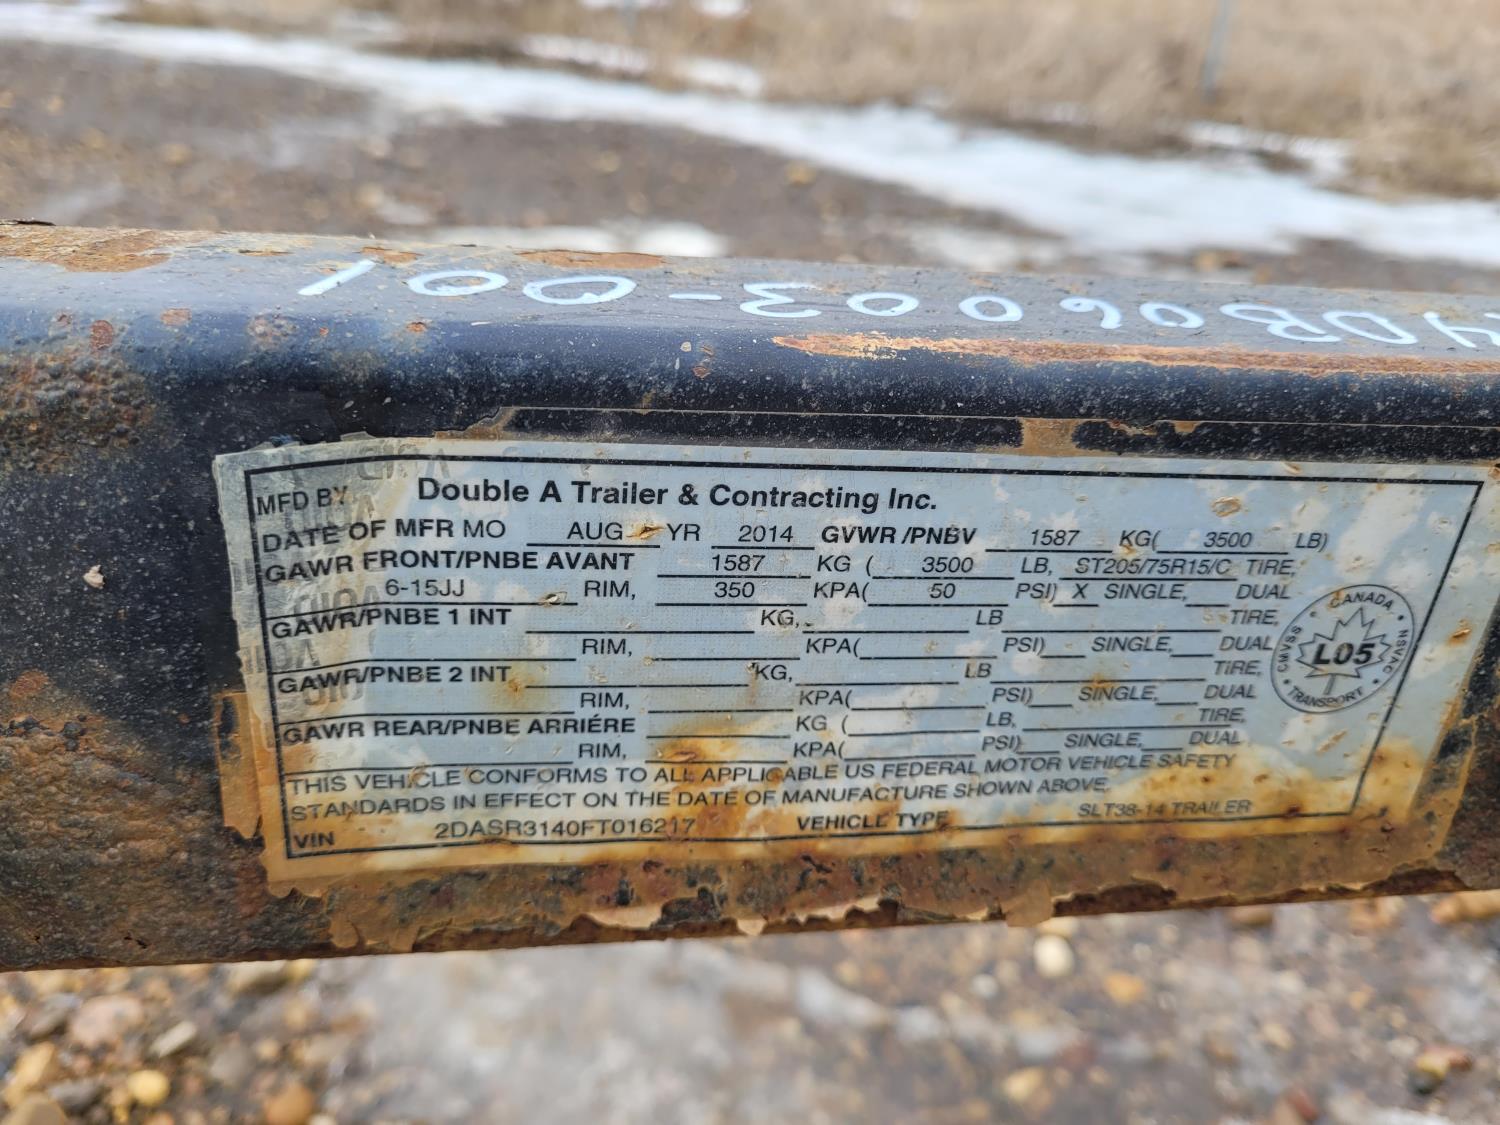 4DB06003-001
MFD BY Double A Trailer & Contracting Inc.
DATE OF MFR MO AUG YR 2014 GVWR /PNBV 1587 KG( 3500 LB)
GAWR FRONT/PNBE AVANT 1587 KG ( 3500 LB, ST205/75R15/C TIRE,
6-15JJ RIM, 350 KPA( 50 PSI) X SINGLE, DUAL
GAWR/PNBE 1 INT KG, LB TIRE,
RIM, KPA( PSI) SINGLE, DUAL
GAWR/PNBE 2 INT KG, LB TIRE,
RIM, KPA( PSI) SINGLE, DUAL
GAWR REAR/PNBE ARRIÉRE KG ( LB, TIRE,
RIM, KPA( PSI) SINGLE, DUAL
THIS VEHICLE CONFORMS TO ALL APPLICABLE US FEDERAL MOTOR VEHICLE SAFETY
STANDARDS IN EFFECT ON THE DATE OF MANUFACTURE SHOWN ABOVE.
VIN 2DASR3140FT016217 VEHICLE TYPE SLT38-14 TRAILER
CANADA
CMVSS
NSVAC
L05
TRANSPORT